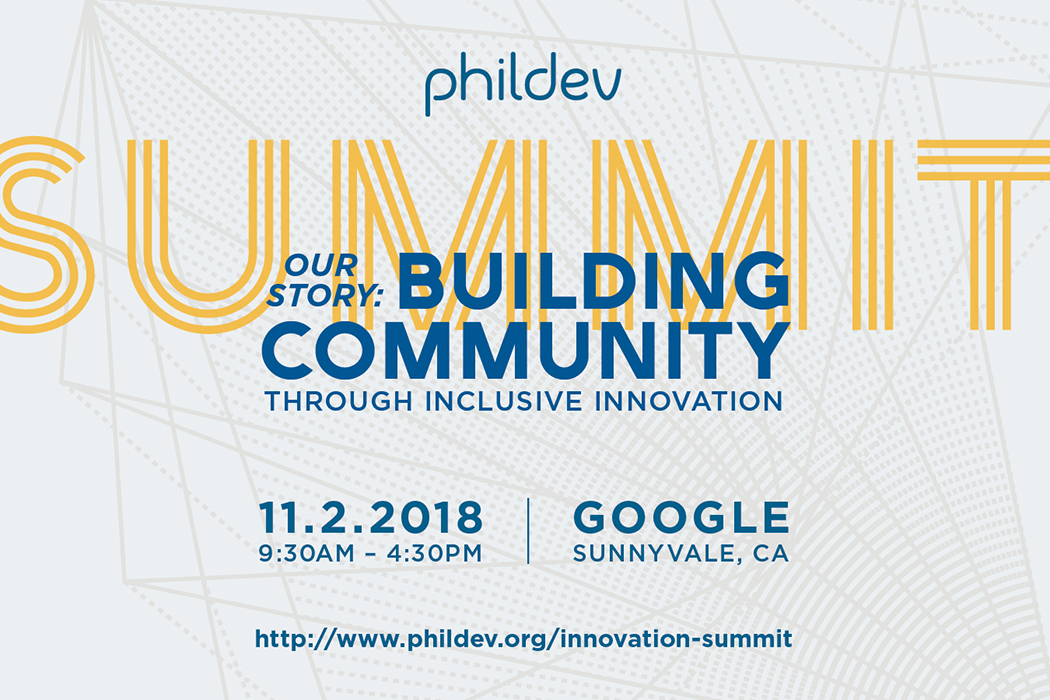 phildev
SUMMIT
OUR
STORY: BUILDING
COMMUNITY
THROUGH INCLUSIVE INNOVATION
11.2.2018
9:30AM – 4:30PM
GOOGLE
SUNNYVALE, CA
http://www.phildev.org/innovation-summit